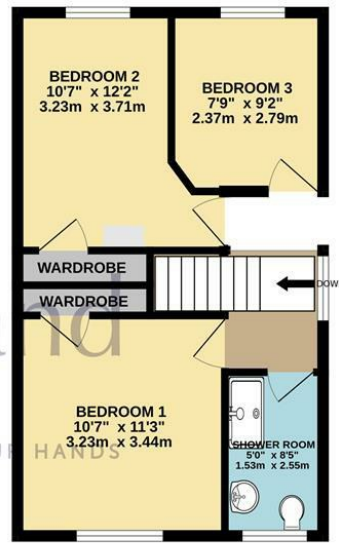 BEDROOM 2
10'7" x 12'2"
3.23m x 3.71m
BEDROOM 3
7'9" x 9'2"
2.37m x 2.79m
WARDROBE
WARDROBE
DOW
nd
BEDROOM 1
10'7" x 11'3"
3.23m x 3.44m
HANDS
SHOWER ROOM
5'0" x 8'5"
1.53m x 2.55m